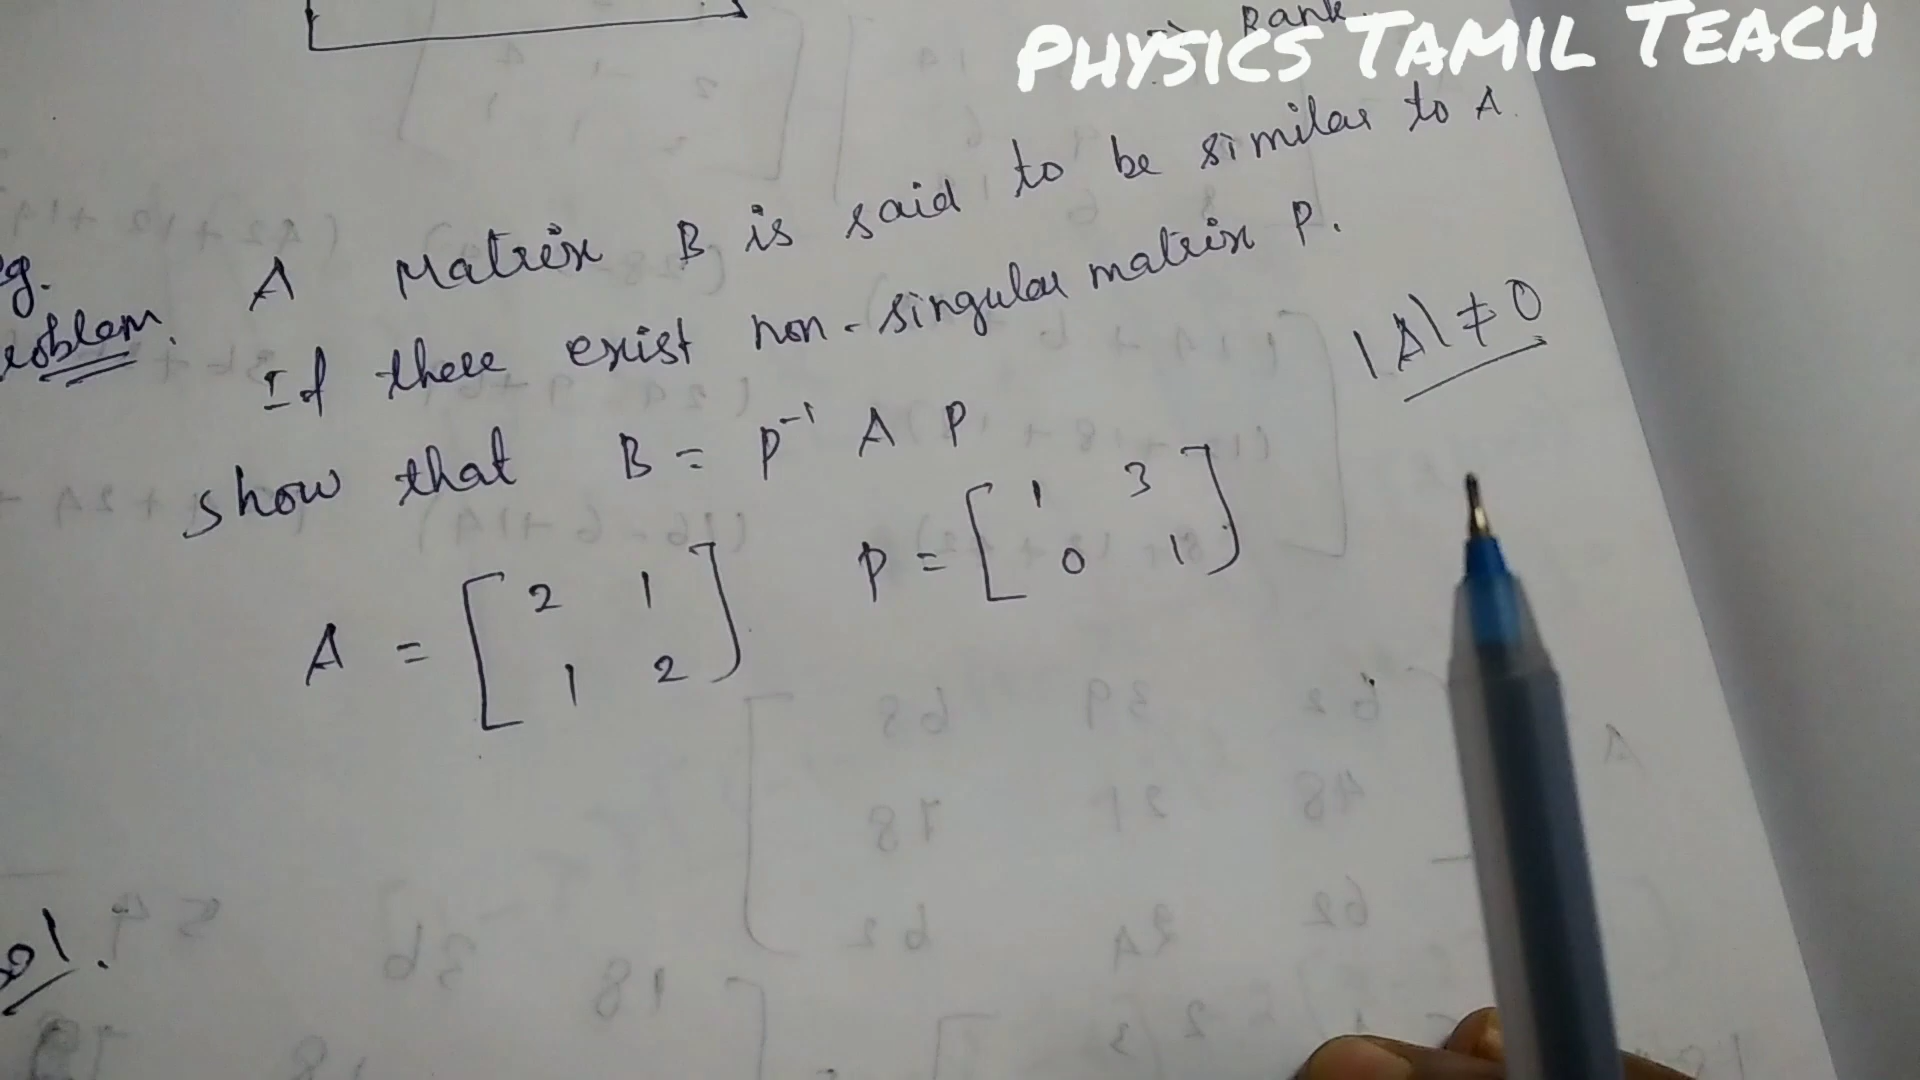 Rank
PHYSICS TAMIL TEACH
A Matrix B is said to be similar to A.
Problem. If there exist non-singular matrix P.
|A| ≠ 0
show that B = P⁻¹ A P
A = [2 1
1 2]
P = [1 3
0 1]
sol.